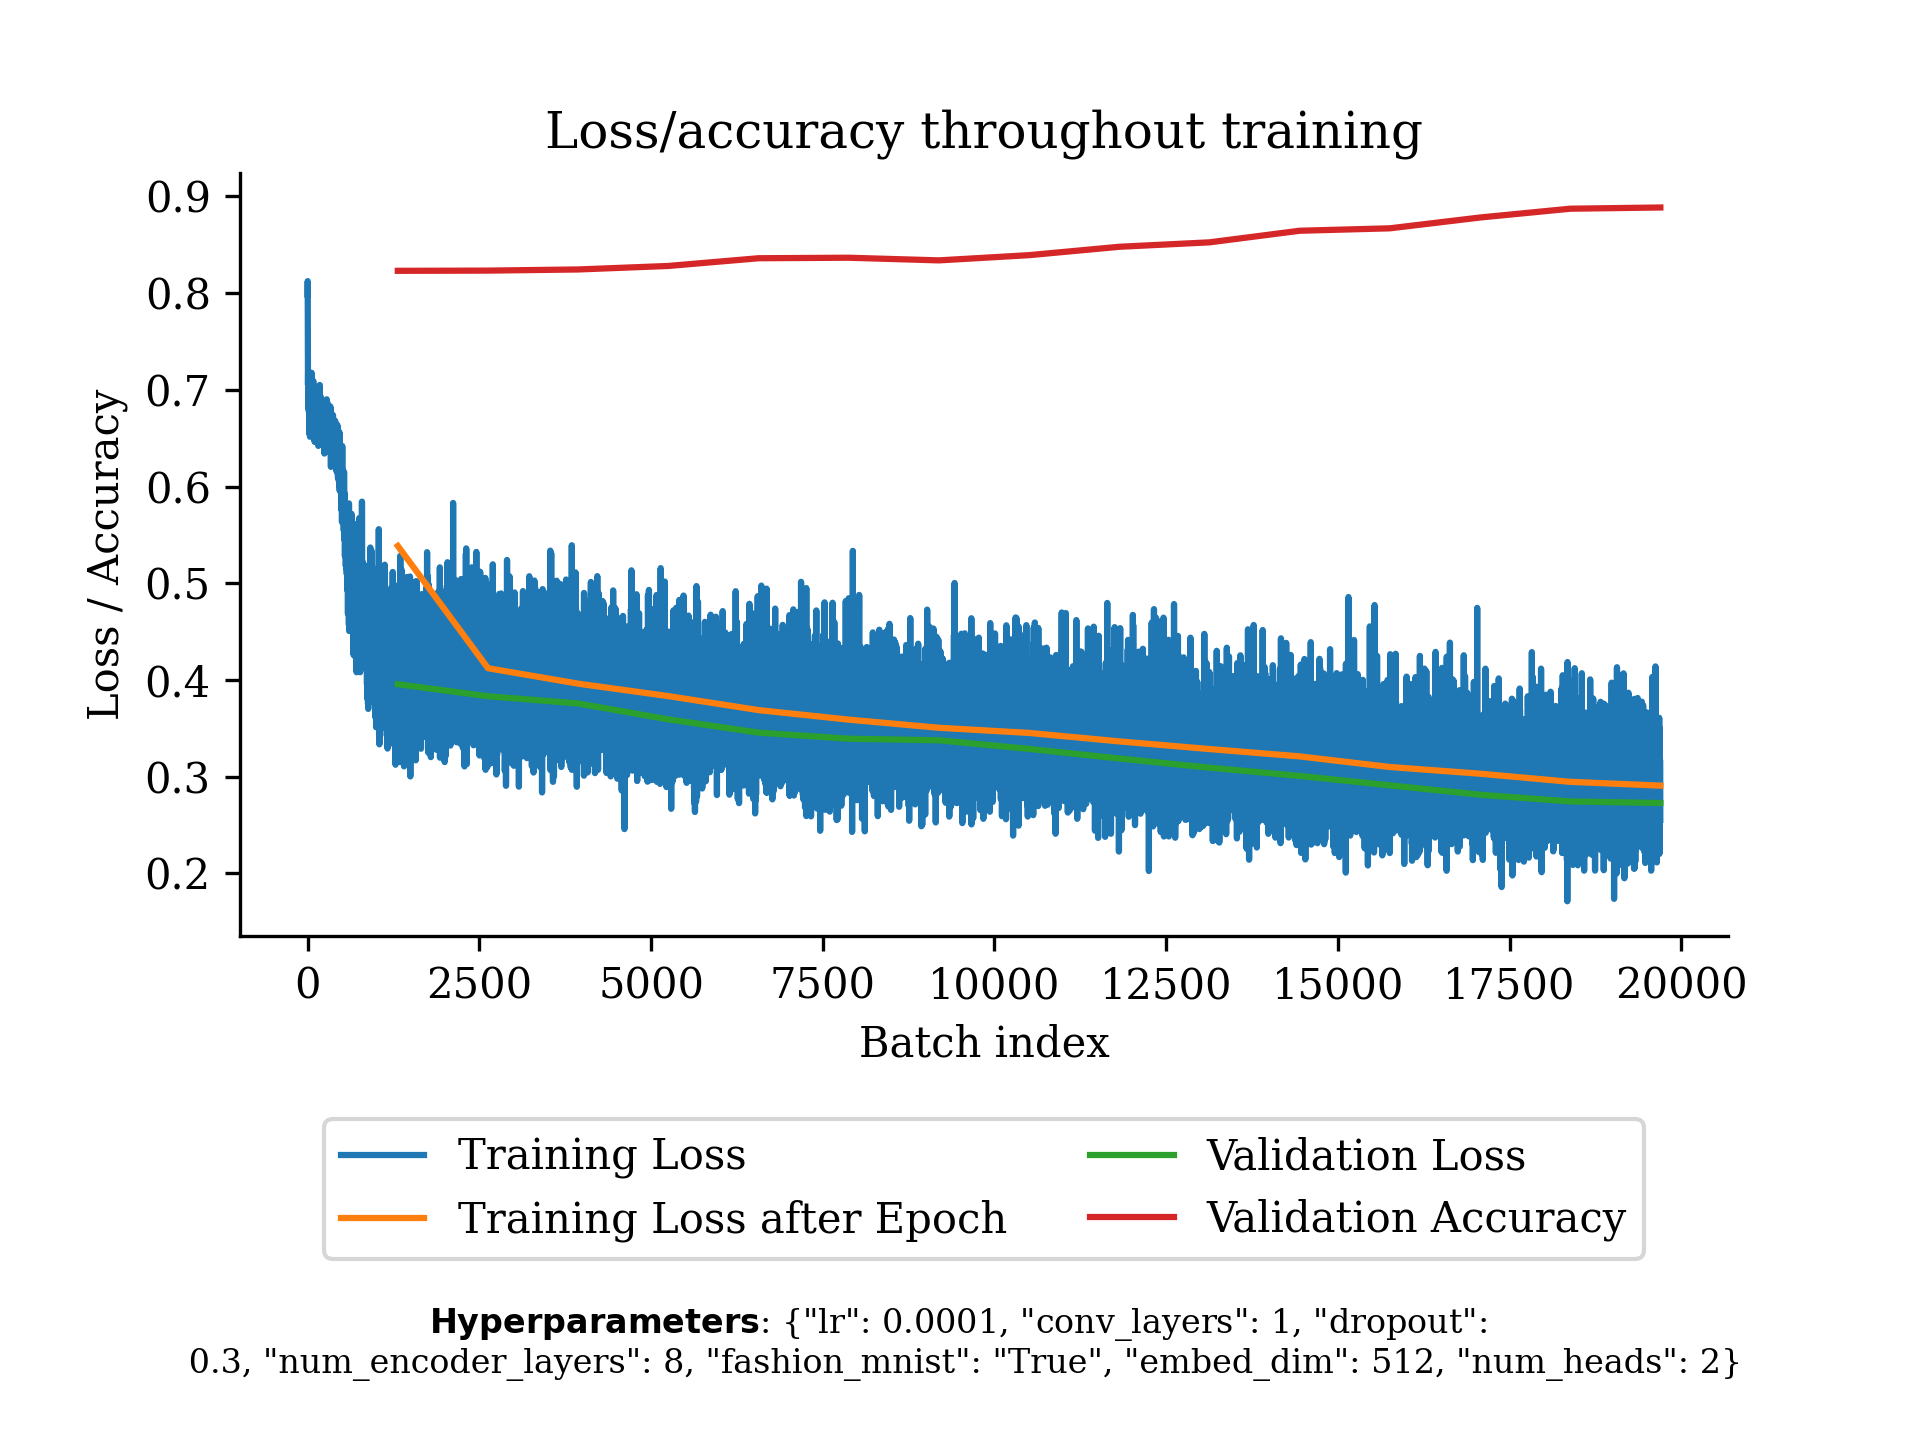 Loss/accuracy throughout training
Loss / Accuracy
0.9
0.8
0.7
0.6
0.5
0.4
0.3
0.2
0 2500 5000 7500 10000 12500 15000 17500 20000
Batch index
Training Loss
Training Loss after Epoch
Validation Loss
Validation Accuracy
Hyperparameters: {"lr": 0.0001, "conv_layers": 1, "dropout":
0.3, "num_encoder_layers": 8, "fashion_mnist": "True", "embed_dim": 512, "num_heads": 2}